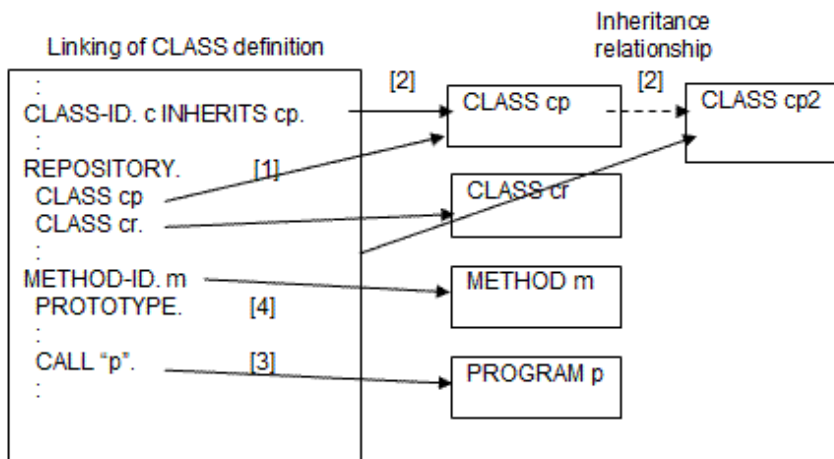 Linking of CLASS definition
Inheritance
relationship
:
CLASS-ID. c INHERITS cp.
:
REPOSITORY. [1]
CLASS cp
CLASS cr.
:
METHOD-ID. m
PROTOTYPE. [4]
:
CALL “p”. [3]
:
[2]
CLASS cp
[2]
CLASS cp2
CLASS cr
METHOD m
PROGRAM p